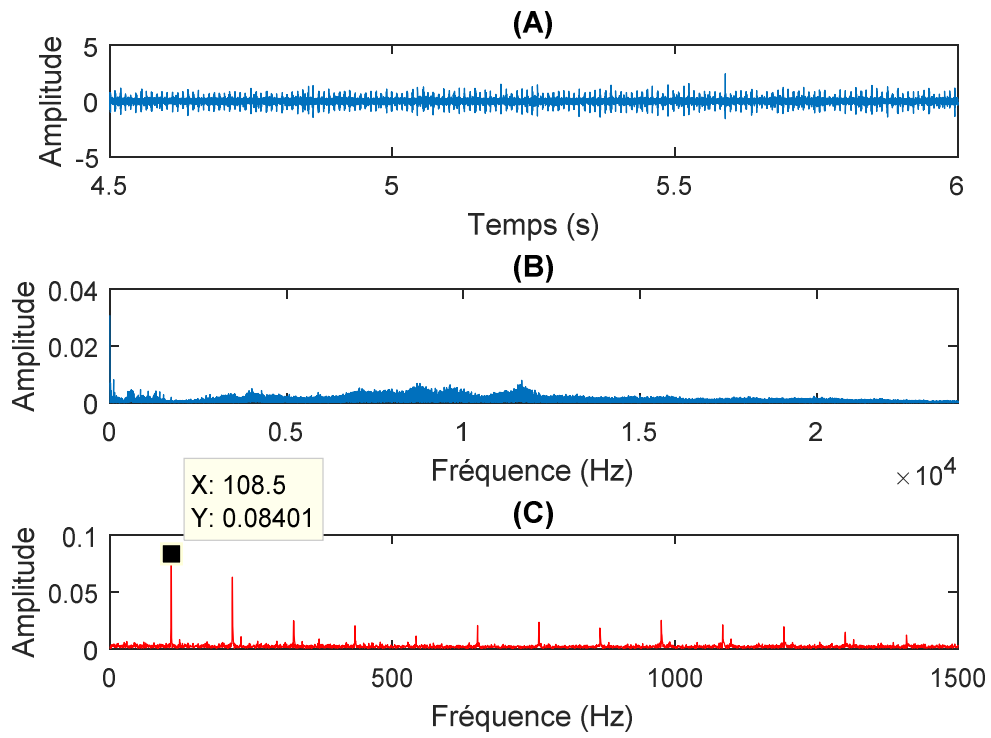 (A)
Amplitude
5
0
-5
4.5 5 5.5 6
Temps (s)
(B)
Amplitude
0.04
0.02
0
0 0.5 1 1.5 2
Fréquence (Hz)
×10⁴
X: 108.5
Y: 0.08401
(C)
Amplitude
0.1
0.05
0
0 500 1000 1500
Fréquence (Hz)